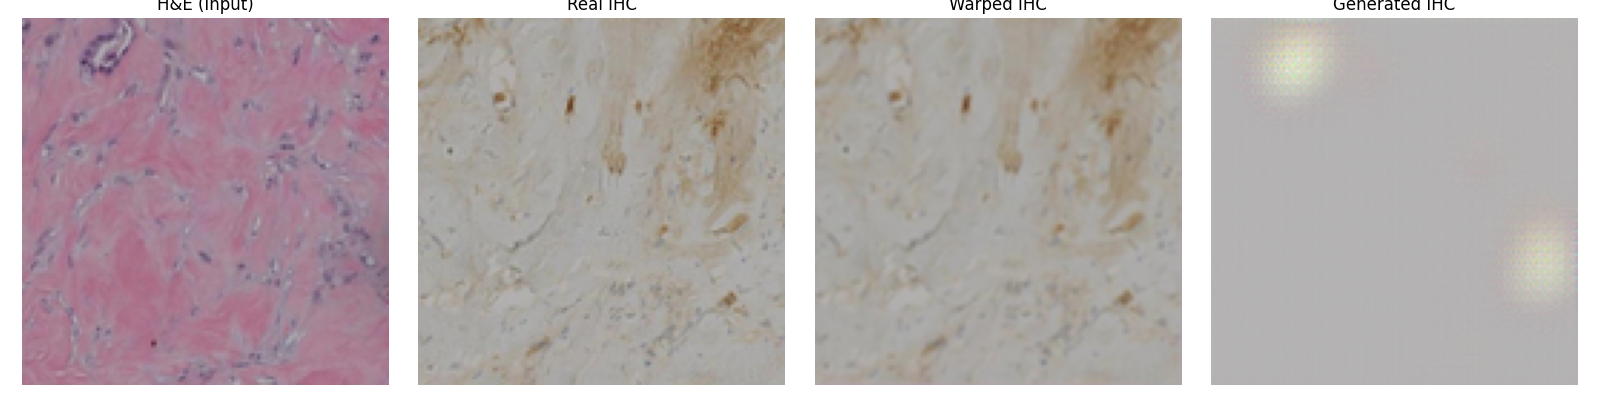 H&E (Input)
Real IHC
Warped IHC
Generated IHC